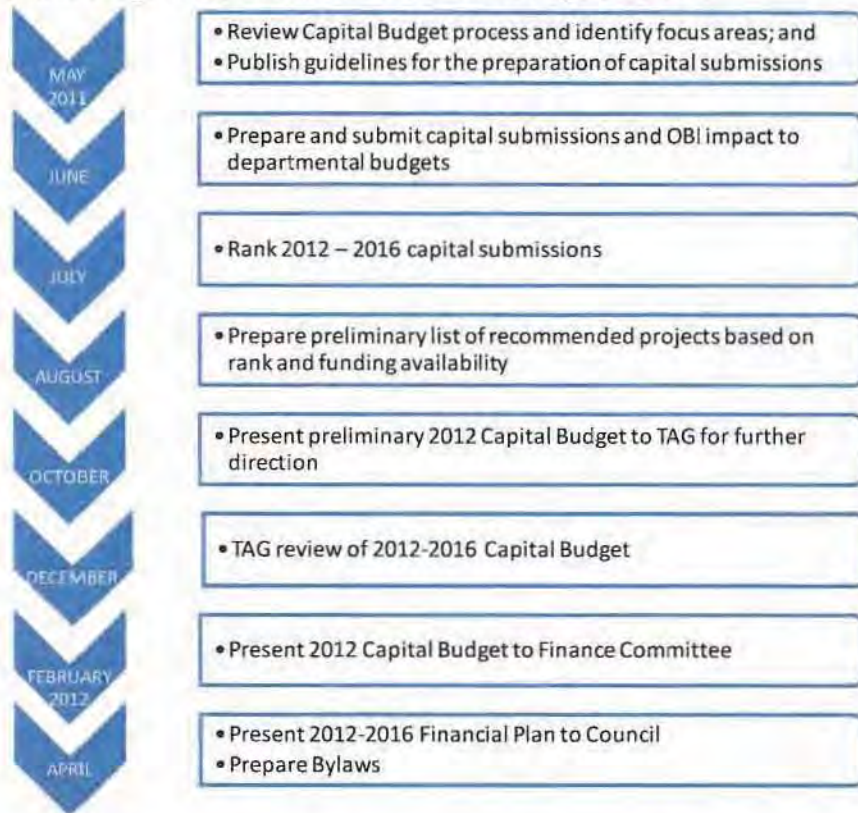 MAY
2011
• Review Capital Budget process and identify focus areas; and
• Publish guidelines for the preparation of capital submissions
JUNE
• Prepare and submit capital submissions and OBI impact to
departmental budgets
JULY
• Rank 2012 – 2016 capital submissions
AUGUST
• Prepare preliminary list of recommended projects based on
rank and funding availability
OCTOBER
• Present preliminary 2012 Capital Budget to TAG for further
direction
DECEMBER
• TAG review of 2012-2016 Capital Budget
FEBRUARY
2012
• Present 2012 Capital Budget to Finance Committee
APRIL
• Present 2012-2016 Financial Plan to Council
• Prepare Bylaws